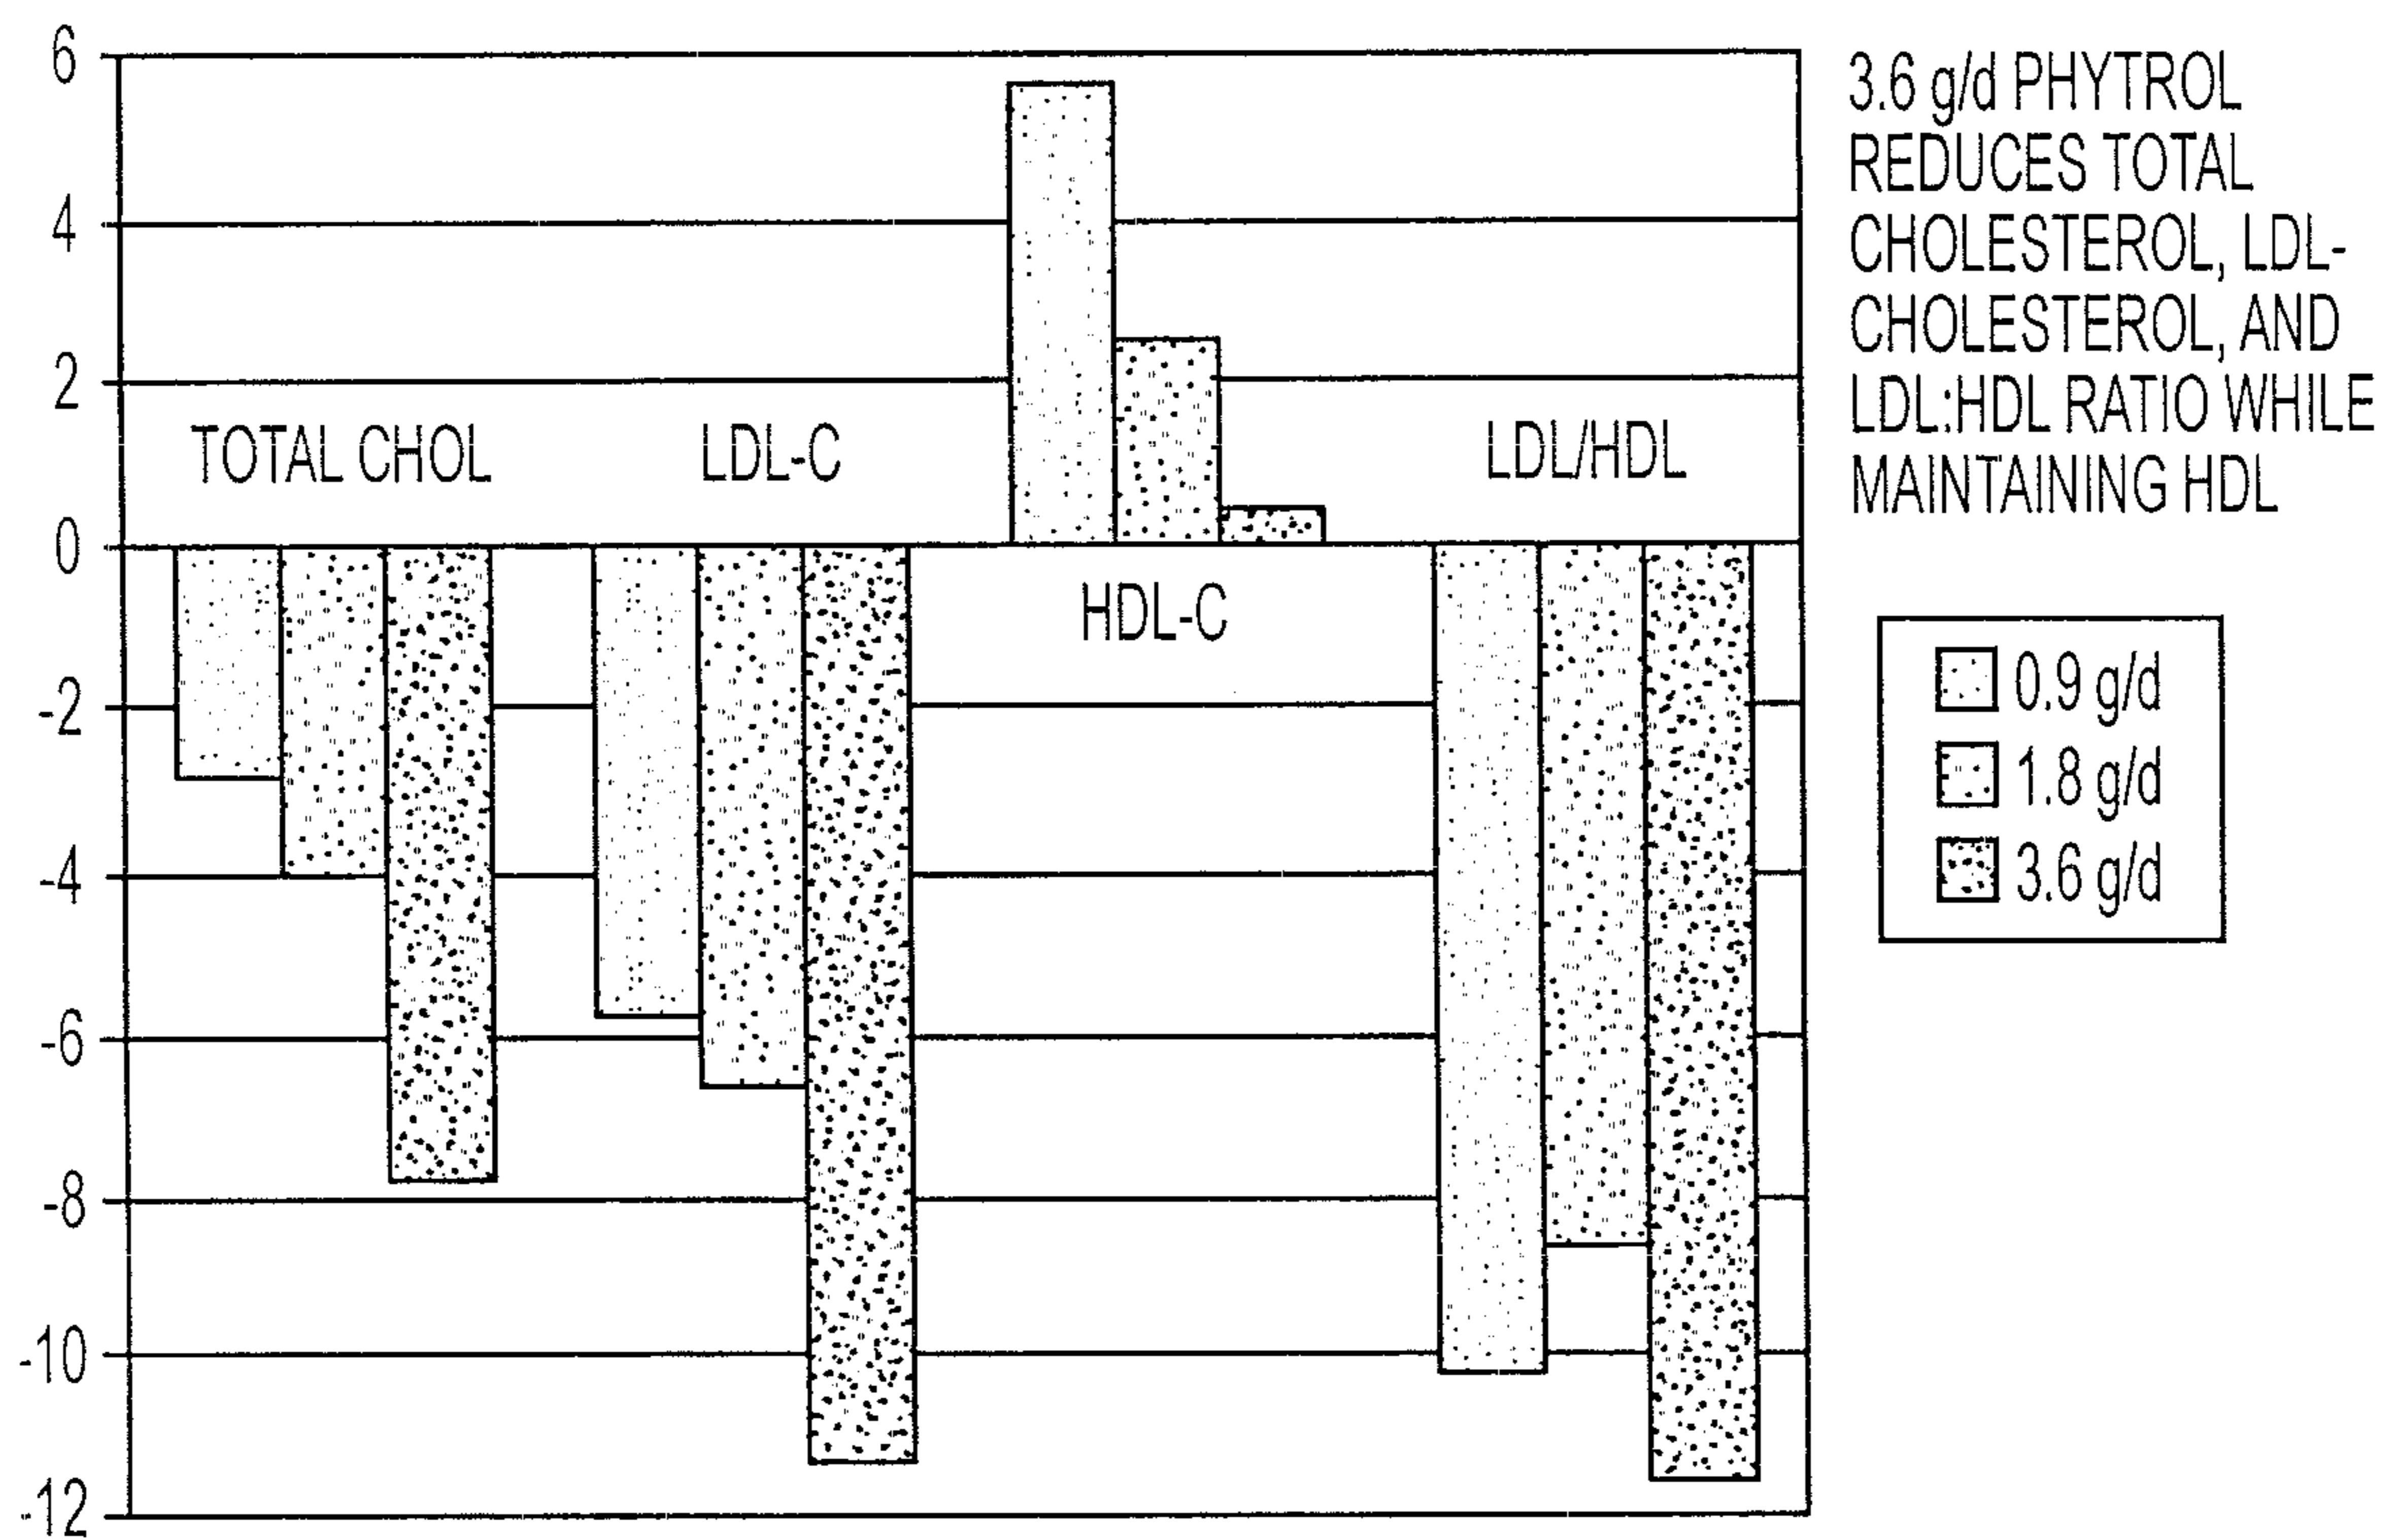 6
4
2
0
-2
-4
-6
-8
-10
-12
TOTAL CHOL
LDL-C
HDL-C
LDL/HDL
3.6 g/d PHYTROL
REDUCES TOTAL
CHOLESTEROL, LDL-
CHOLESTEROL, AND
LDL:HDL RATIO WHILE
MAINTAINING HDL
0.9 g/d
1.8 g/d
3.6 g/d